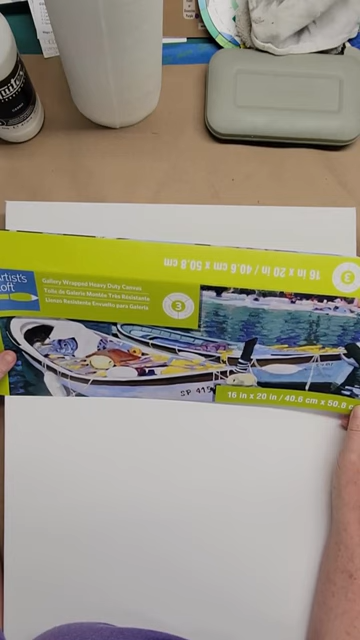 16 in x 20 in / 40.6 cm x 50.8 cm
3
Artist's
Loft
Gallery Wrapped Heavy Duty Canvas
Toile de Galerie Montée Très Résistante
Lienzo Resistente Envuelto para Galería
3
SP 419
16 in x 20 in / 40.6 cm x 50.8 c